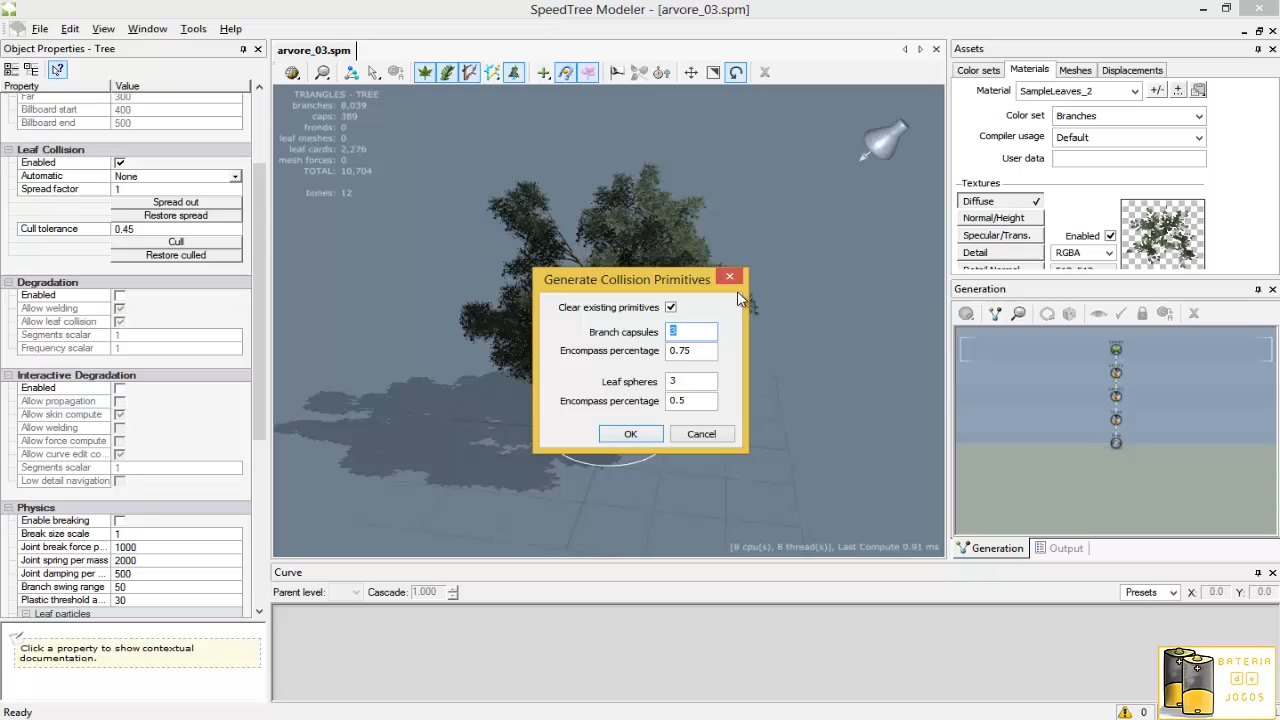 SpeedTree Modeler - [arvore_03.spm]
File Edit View Window Tools Help
Object Properties - Tree
Property Value
Far 300
Billboard start 400
Billboard end 500
Leaf Collision
Enabled
Automatic None
Spread factor 1
Spread out
Restore spread
Cull tolerance 0.45
Cull
Restore culled
Degradation
Enabled
Allow welding
Allow leaf collision
Segments scalar 1
Frequency scalar 1
Interactive Degradation
Enabled
Allow propagation
Allow skin compute
Allow welding
Allow force compute
Allow curve edit co...
Segments scalar 1
Low detail navigation
Physics
Enable breaking
Break size scale 1
Joint break force p... 1000
Joint spring per mass 2000
Joint damping per ... 500
Branch swing range 50
Plastic threshold a... 30
Leaf particles
Click a property to show contextual
documentation.
Ready
arvore_03.spm
TRIANGLES - TREE
branches: 8,039
caps: 389
fronds: 0
leaf meshes: 0
leaf cards: 2,276
mesh forces: 0
TOTAL: 10,704
bones: 12
Generate Collision Primitives
Clear existing primitives
Branch capsules 3
Encompass percentage 0.75
Leaf spheres 3
Encompass percentage 0.5
OK Cancel
[8 cpu(s), 8 thread(s)], Last Compute 0.91 ms
Curve
Parent level: Cascade: 1.000 Presets X: 0.0 Y: 0.0
Assets
Color sets Materials Meshes Displacements
Material SampleLeaves_2 +/-
Color set Branches
Compiler usage Default
User data
Textures
Diffuse
Normal/Height
Specular/Trans.
Detail
Enabled
RGBA
Generation
Generation Output
BATERIA
de
JOGOS
0